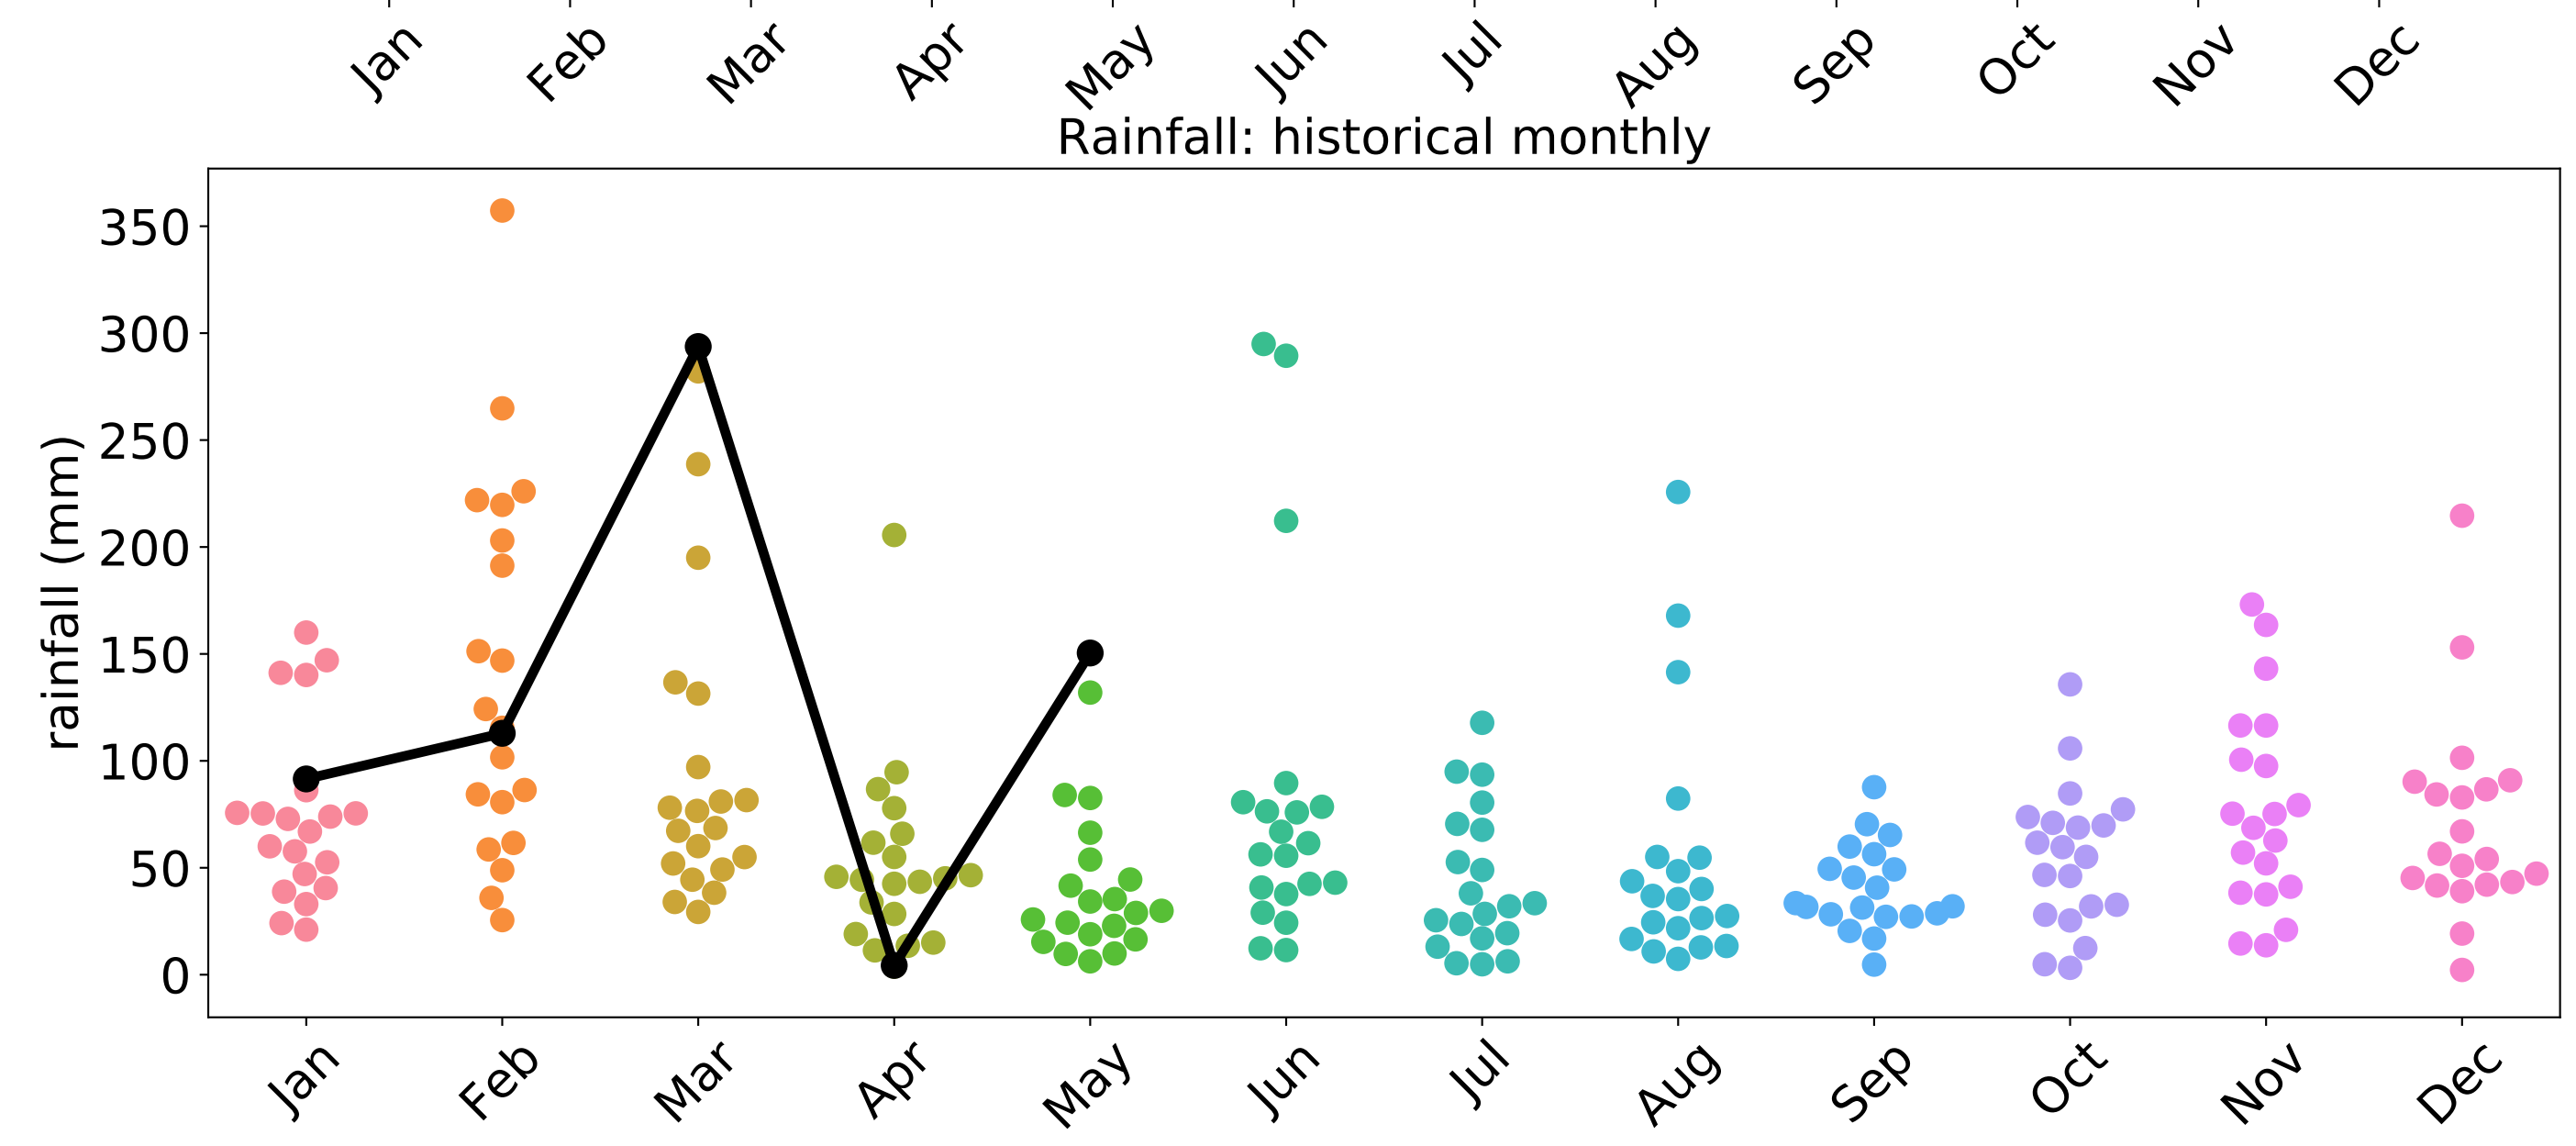 Jan Feb Mar Apr May Jun Jul Aug Sep Oct Nov Dec
Rainfall: historical monthly
rainfall (mm)
350
300
250
200
150
100
50
0
Jan Feb Mar Apr May Jun Jul Aug Sep Oct Nov Dec